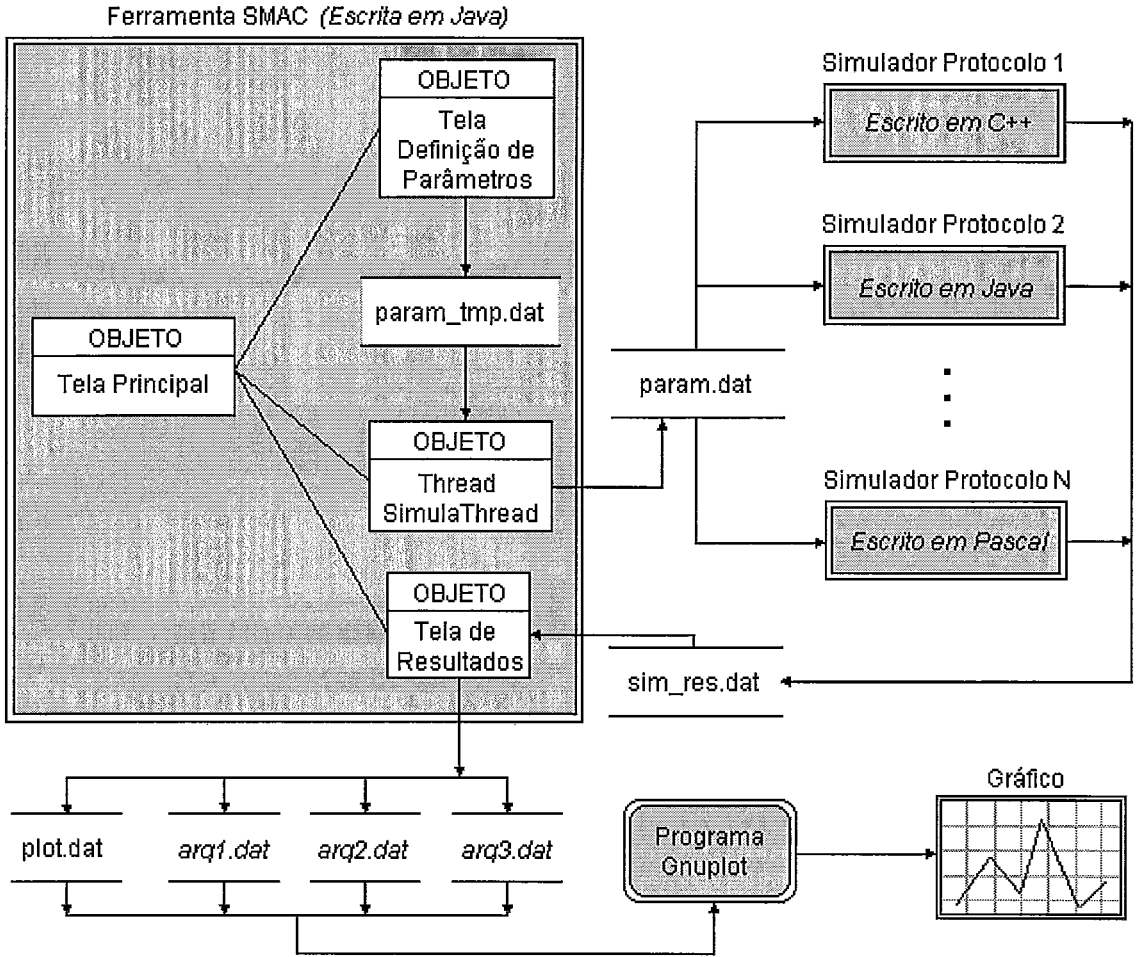 Ferramenta SMAC (Escrita em Java)
OBJETO
Tela
Definição de
Parâmetros
param_tmp.dat
OBJETO
Tela Principal
OBJETO
Thread
SimulaThread
OBJETO
Tela de
Resultados
Simulador Protocolo 1
Escrito em C++
Simulador Protocolo 2
Escrito em Java
param.dat
Simulador Protocolo N
Escrito em Pascal
sim_res.dat
plot.dat
arq1.dat
arq2.dat
arq3.dat
Programa
Gnuplot
Gráfico